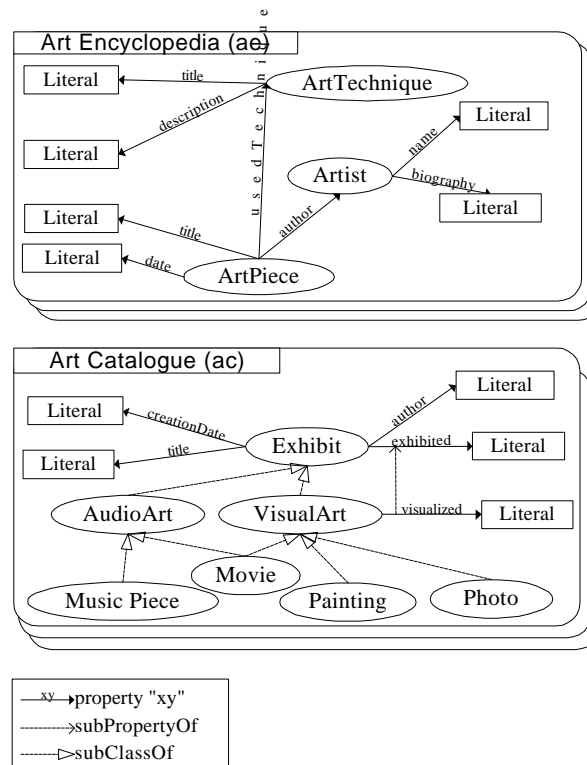 Art Encyclopedia (ae)
usedTechnique
Literal
title
ArtTechnique
description
Literal
name
Literal
Artist
biography
Literal
Literal
title
author
Literal
date
ArtPiece
Art Catalogue (ac)
Literal
creationDate
author
Literal
Exhibit
exhibited
Literal
Literal
title
AudioArt
VisualArt
visualized
Literal
Movie
Music Piece
Painting
Photo
xy
property "xy"
subPropertyOf
subClassOf